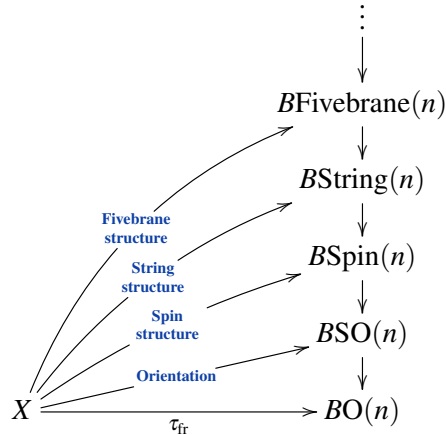 ⋮
BFivebrane(n)
BString(n)
Fivebrane
structure
String
structure
BSpin(n)
Spin
structure
BSO(n)
Orientation
X
BO(n)
τfr